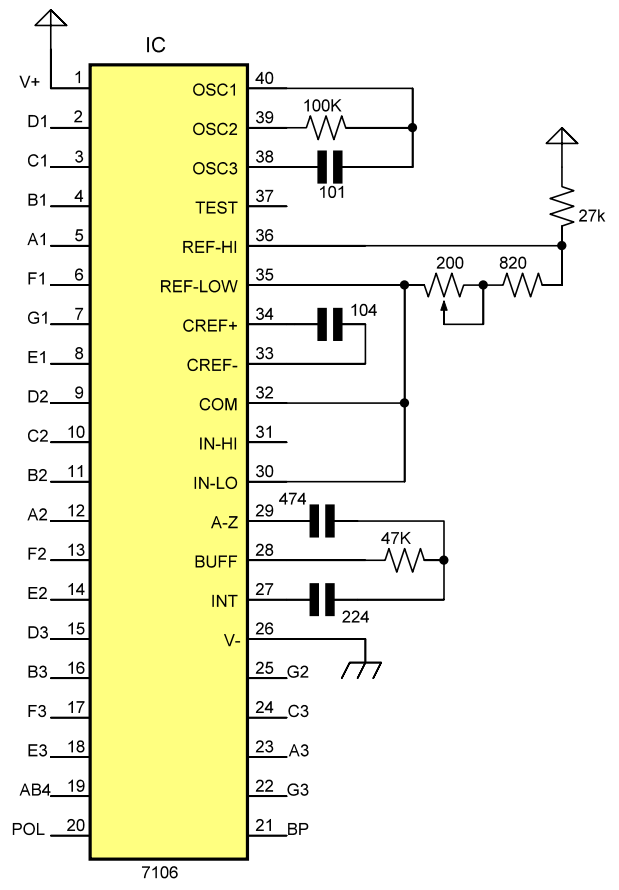 IC
V+ 1 OSC1 40
D1 2 OSC2 39 100K
C1 3 OSC3 38 101
B1 4 TEST 37
A1 5 REF-HI 36 27k
F1 6 REF-LOW 35 200 820
G1 7 CREF+ 34 104
E1 8 CREF- 33
D2 9 COM 32
C2 10 IN-HI 31
B2 11 IN-LO 30
A2 12 A-Z 29 474
F2 13 BUFF 28 47K
E2 14 INT 27 224
D3 15 V- 26
B3 16 25 G2
F3 17 24 C3
E3 18 23 A3
AB4 19 22 G3
POL 20 21 BP
7106